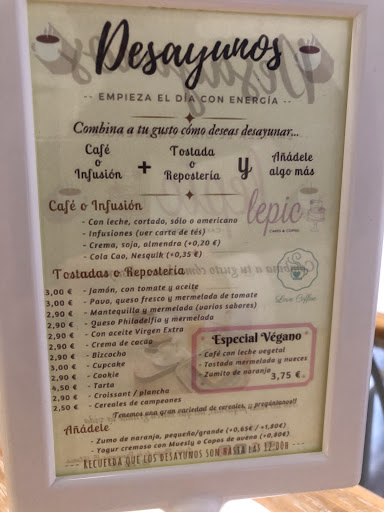 Desayunos
-- EMPIEZA EL DÍA CON ENERGÍA --
Combina a tu gusto cómo deseas desayunar...
Café o Infusión + Tostada o Repostería y Añádele algo más
Café o Infusión
lepic
CAKES & COFFEE
- Con leche, cortado, sólo o americano
- Infusiones (ver carta de tés)
- Crema, soja, almendra (+0,20 €)
- Cola Cao, Nesquik (+0,35 €)
Love Coffee
Tostadas o Repostería
3,00 € - Jamón, con tomate y aceite
3,00 € - Pavo, queso fresco y mermelada de tomate
2,90 € - Mantequilla y mermelada (varios sabores)
2,90 € - Queso Philadelfia y mermelada
2,90 € - Con aceite Virgen Extra
2,90 € - Crema de cacao
2,90 € - Bizcocho
3,00 € - Cupcake
2,90 € - Cookie
4,50 € - Tarta
2,90 € - Croissant / plancha
2,50 € - Cereales de campeones
Especial Végano
- Café con leche vegetal
- Tostada mermelada y nueces
- Zumito de naranja
3,75 €
Tenemos una gran variedad de cereales, ¡¡ pregúntanos!!
Añádele
- Zumo de naranja, pequeño/grande (+0,65€ / +1,80€)
- Yogur cremoso con Muesly o Copos de avena (+0,80€)
--- RECUERDA QUE LOS DESAYUNOS SON HASTA LAS 12:00H ---